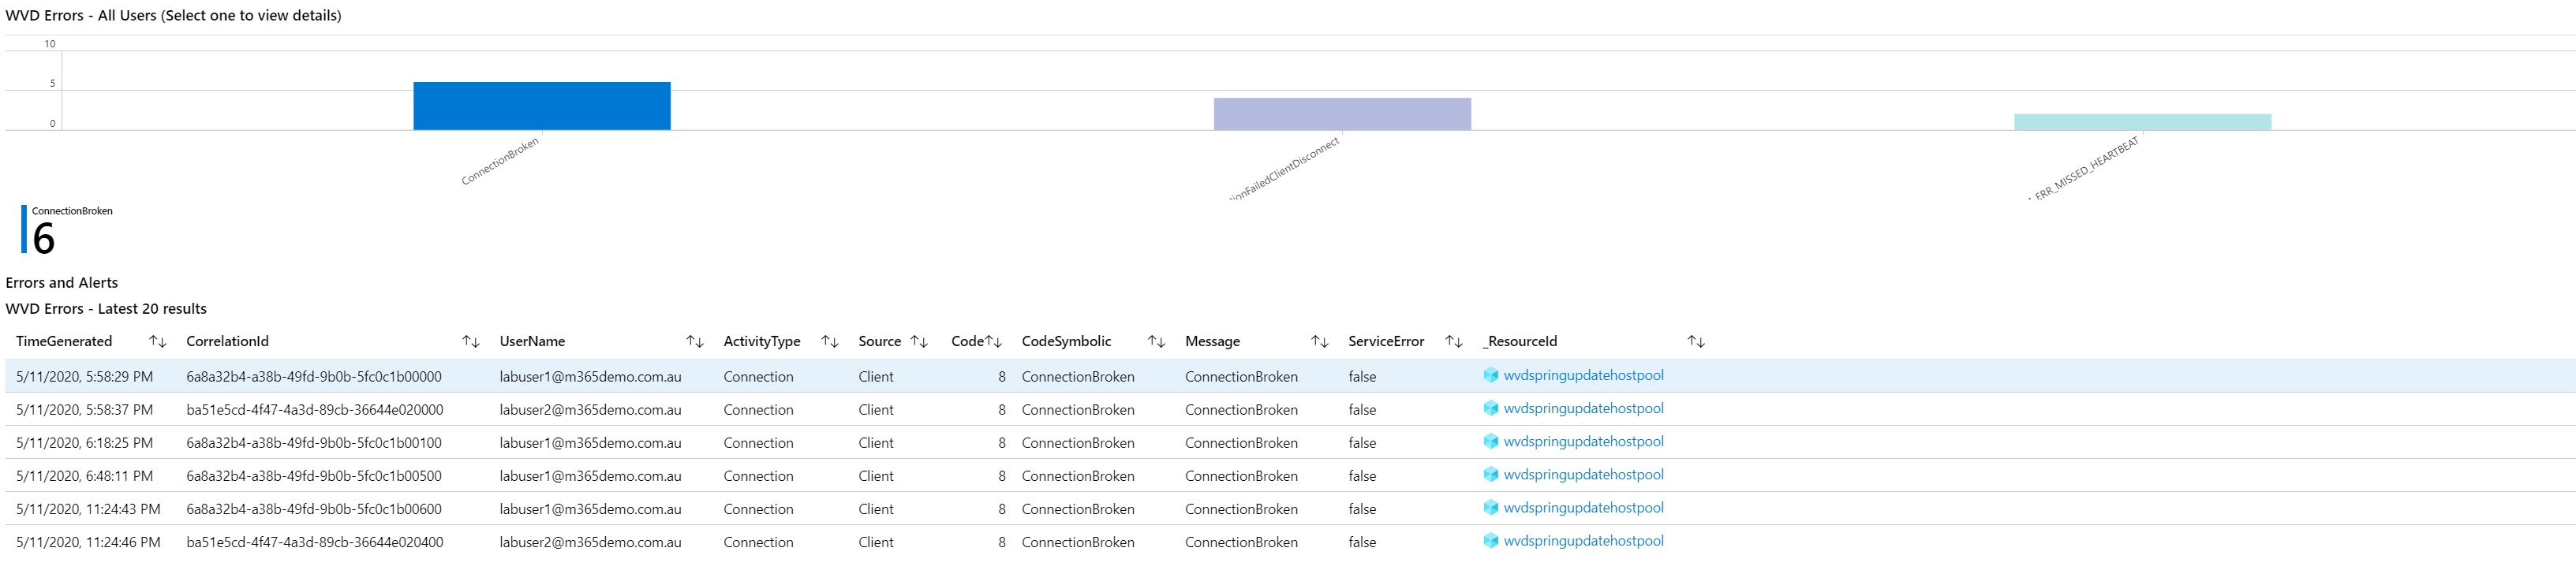 WVD Errors - All Users (Select one to view details)
10
5
0
ConnectionBroken
ionFailedClientDisconnect
_ERR_MISSED_HEARTBEAT
ConnectionBroken
6
Errors and Alerts
WVD Errors - Latest 20 results
TimeGenerated CorrelationId UserName ActivityType Source Code CodeSymbolic Message ServiceError _ResourceId
5/11/2020, 5:58:29 PM 6a8a32b4-a38b-49fd-9b0b-5fc0c1b00000 labuser1@m365demo.com.au Connection Client 8 ConnectionBroken ConnectionBroken false wvdspringupdatehostpool
5/11/2020, 5:58:37 PM ba51e5cd-4f47-4a3d-89cb-36644e020000 labuser2@m365demo.com.au Connection Client 8 ConnectionBroken ConnectionBroken false wvdspringupdatehostpool
5/11/2020, 6:18:25 PM 6a8a32b4-a38b-49fd-9b0b-5fc0c1b00100 labuser1@m365demo.com.au Connection Client 8 ConnectionBroken ConnectionBroken false wvdspringupdatehostpool
5/11/2020, 6:48:11 PM 6a8a32b4-a38b-49fd-9b0b-5fc0c1b00500 labuser1@m365demo.com.au Connection Client 8 ConnectionBroken ConnectionBroken false wvdspringupdatehostpool
5/11/2020, 11:24:43 PM 6a8a32b4-a38b-49fd-9b0b-5fc0c1b00600 labuser1@m365demo.com.au Connection Client 8 ConnectionBroken ConnectionBroken false wvdspringupdatehostpool
5/11/2020, 11:24:46 PM ba51e5cd-4f47-4a3d-89cb-36644e020400 labuser2@m365demo.com.au Connection Client 8 ConnectionBroken ConnectionBroken false wvdspringupdatehostpool